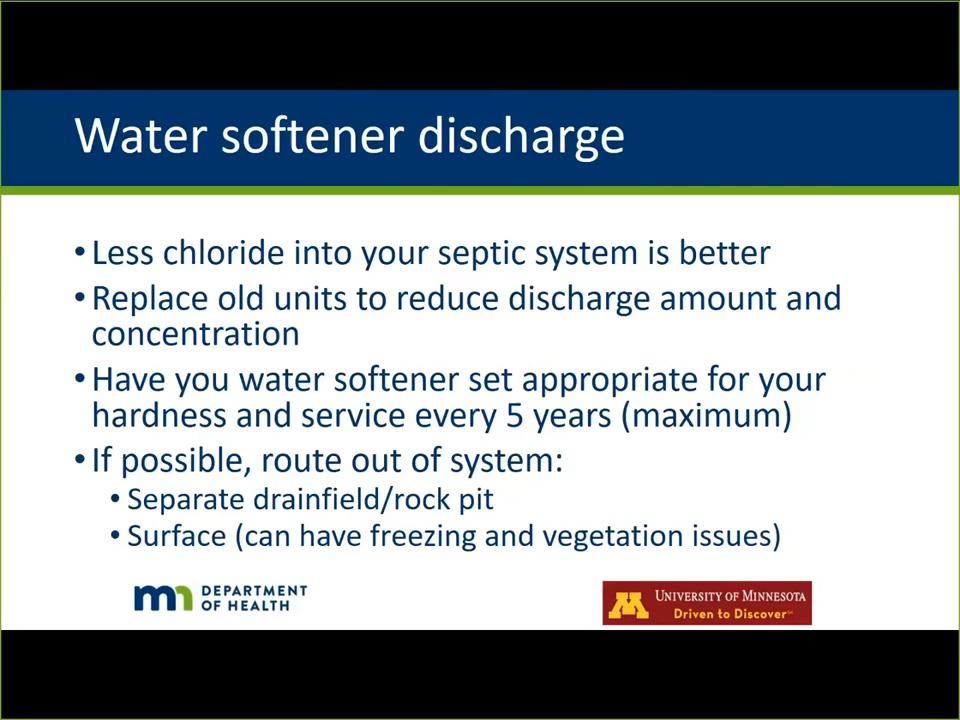 Water softener discharge
•Less chloride into your septic system is better
•Replace old units to reduce discharge amount and
concentration
•Have you water softener set appropriate for your
hardness and service every 5 years (maximum)
•If possible, route out of system:
•Separate drainfield/rock pit
•Surface (can have freezing and vegetation issues)
mn DEPARTMENT
OF HEALTH
M UNIVERSITY OF MINNESOTA
Driven to Discover